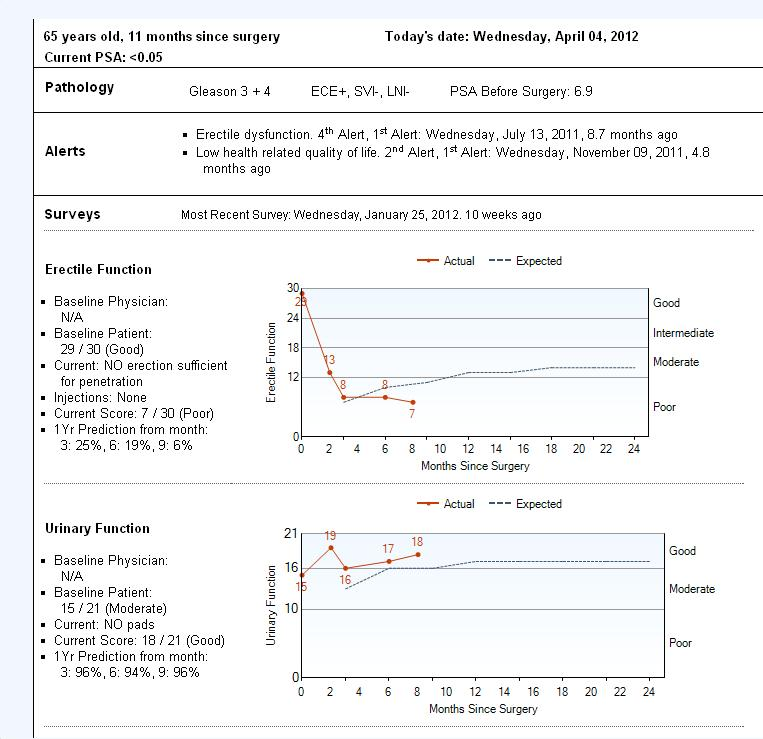 65 years old, 11 months since surgery
Today's date: Wednesday, April 04, 2012
Current PSA: <0.05
Pathology
Gleason 3 + 4
ECE+, SVI-, LNI-
PSA Before Surgery: 6.9
Alerts
▪ Erectile dysfunction. 4th Alert, 1st Alert: Wednesday, July 13, 2011, 8.7 months ago
▪ Low health related quality of life. 2nd Alert, 1st Alert: Wednesday, November 09, 2011, 4.8
months ago
Surveys
Most Recent Survey: Wednesday, January 25, 2012. 10 weeks ago
Erectile Function
▪ Baseline Physician:
N/A
▪ Baseline Patient:
29 / 30 (Good)
▪ Current: NO erection sufficient
for penetration
▪ Injections: None
▪ Current Score: 7 / 30 (Poor)
▪ 1Yr Prediction from month:
3: 25%, 6: 19%, 9: 6%
Actual Expected
Erectile Function
30
24
18
12
0
29
13
8
8
7
Good
Intermediate
Moderate
Poor
0 2 4 6 8 10 12 14 16 18 20 22 24
Months Since Surgery
Urinary Function
▪ Baseline Physician:
N/A
▪ Baseline Patient:
15 / 21 (Moderate)
▪ Current: NO pads
▪ Current Score: 18 / 21 (Good)
▪ 1Yr Prediction from month:
3: 96%, 6: 94%, 9: 96%
Actual Expected
Urinary Function
21
16
10
0
15
19
16
17
18
Good
Moderate
Poor
0 2 4 6 8 10 12 14 16 18 20 22 24
Months Since Surgery